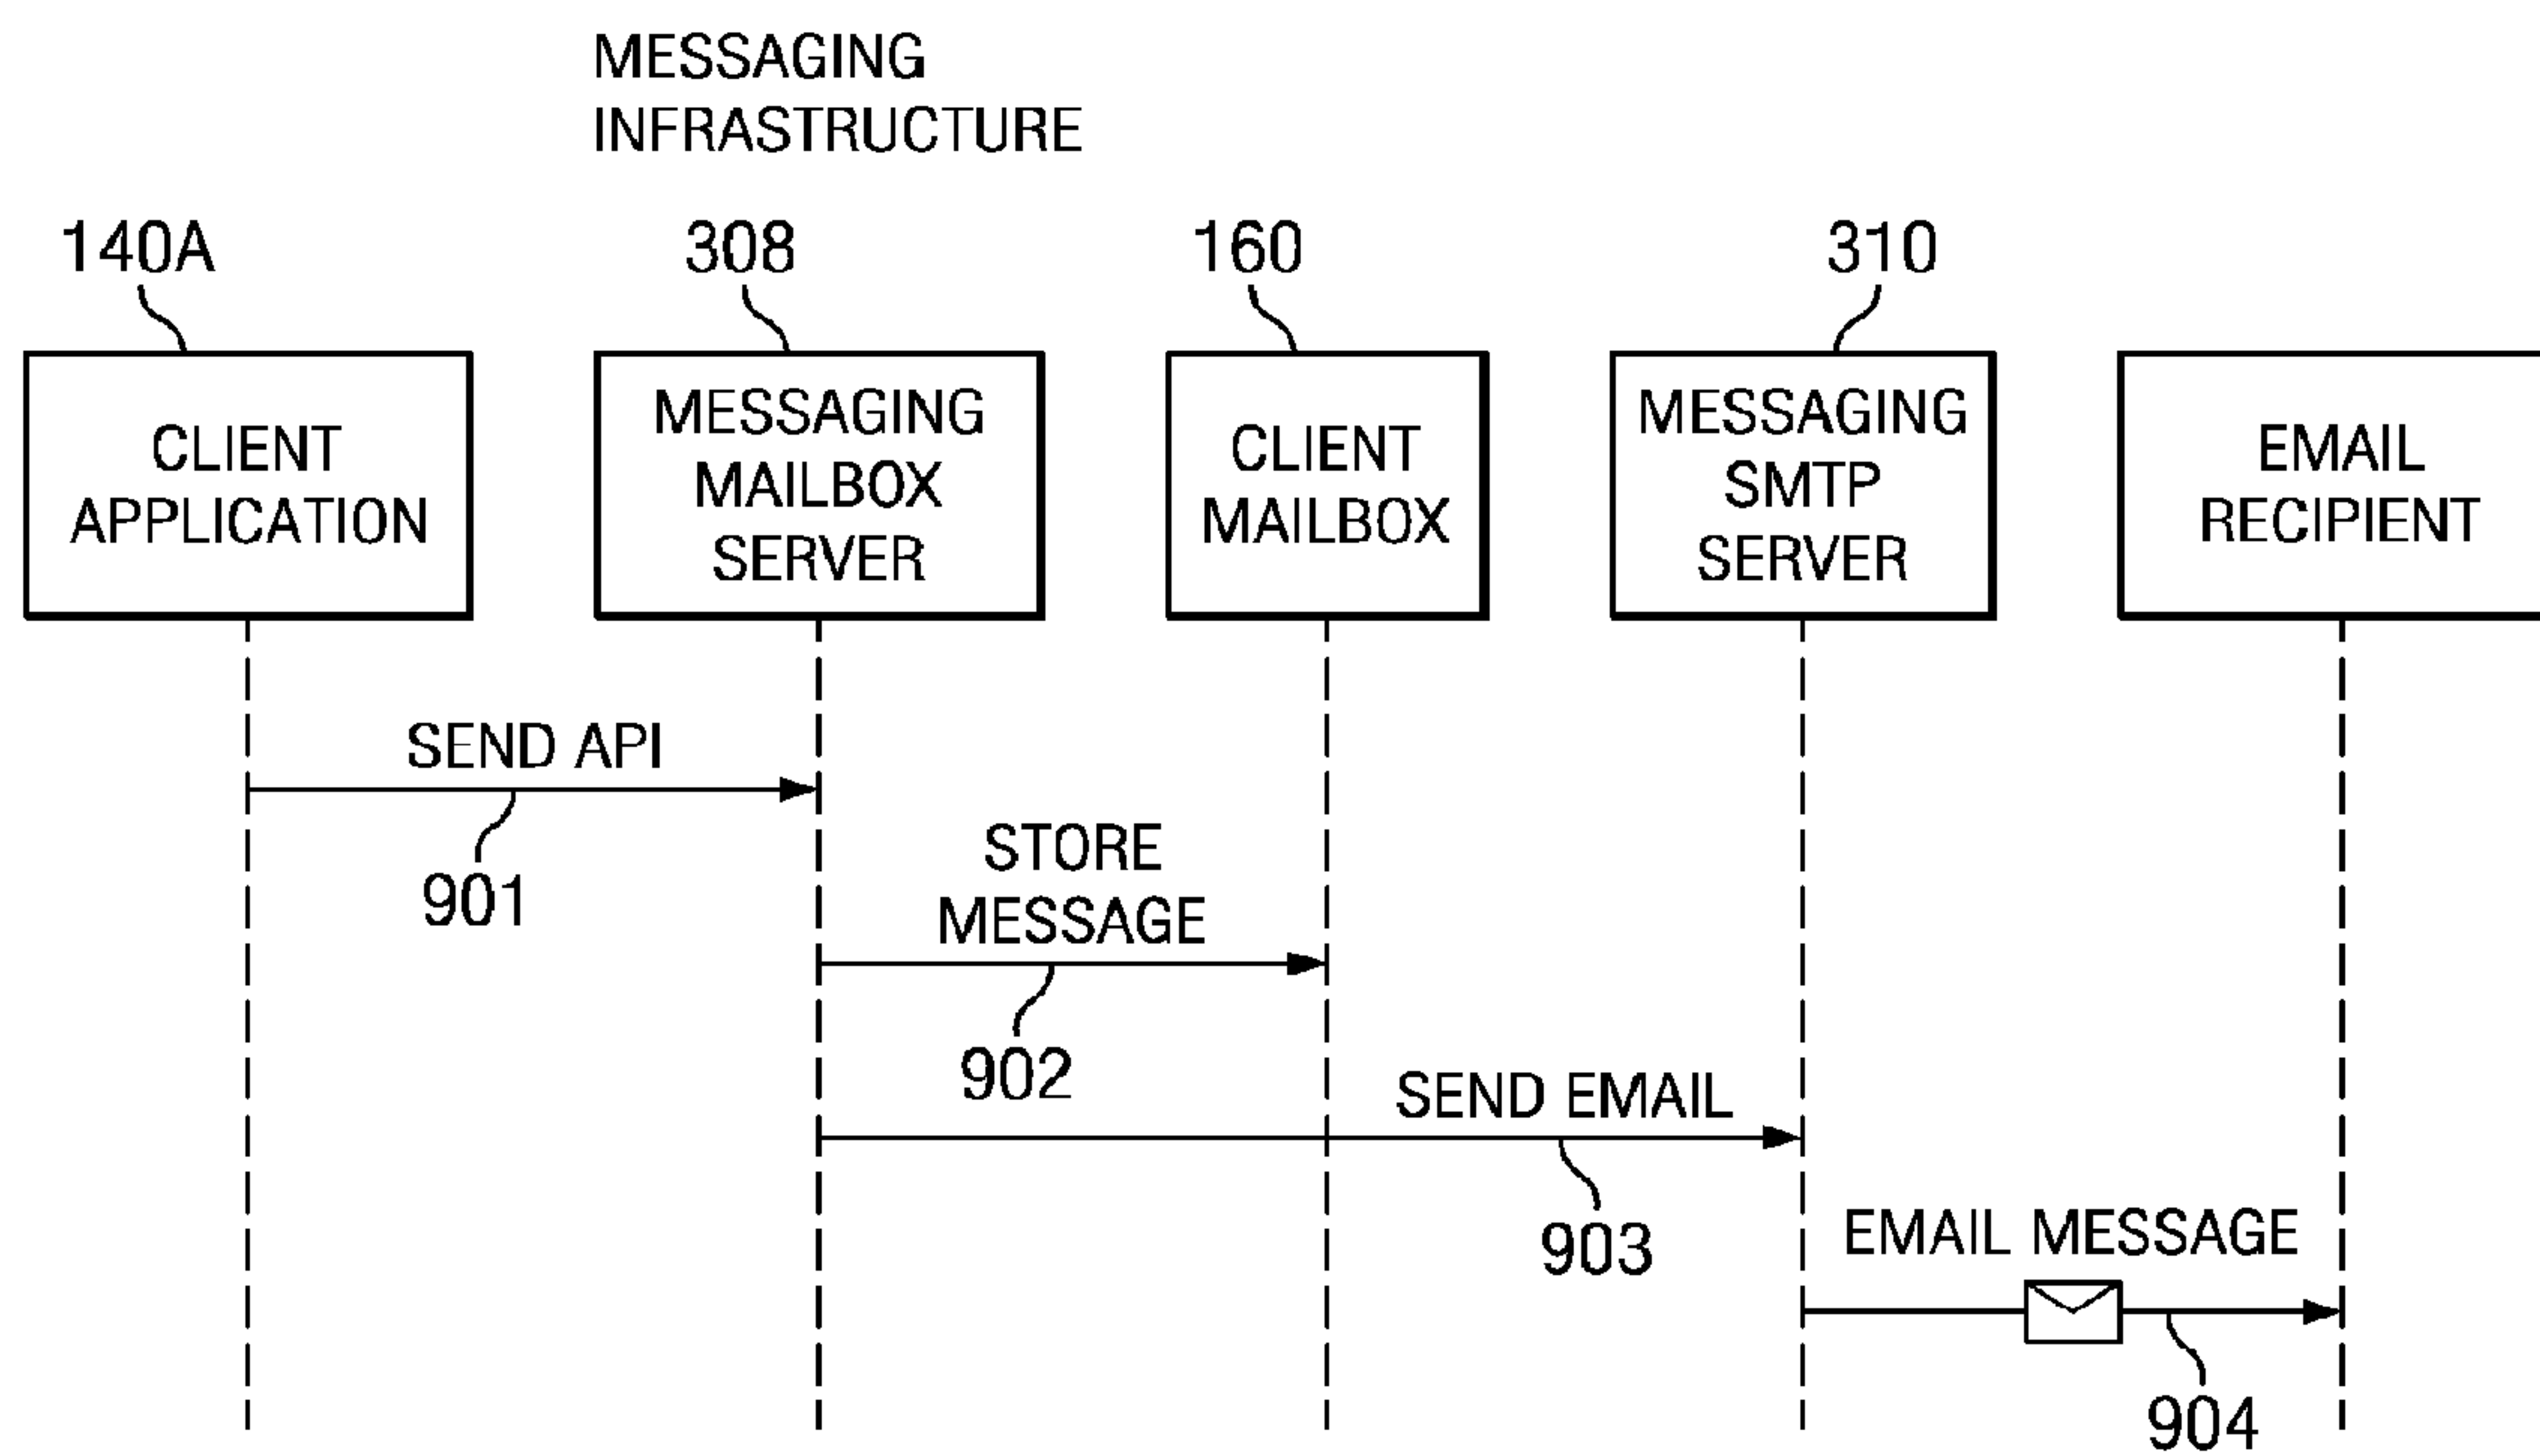 MESSAGING
INFRASTRUCTURE
140A
308
160
310
CLIENT
APPLICATION
MESSAGING
MAILBOX
SERVER
CLIENT
MAILBOX
MESSAGING
SMTP
SERVER
EMAIL
RECIPIENT
SEND API
901
STORE
MESSAGE
902
SEND EMAIL
903
EMAIL MESSAGE
904